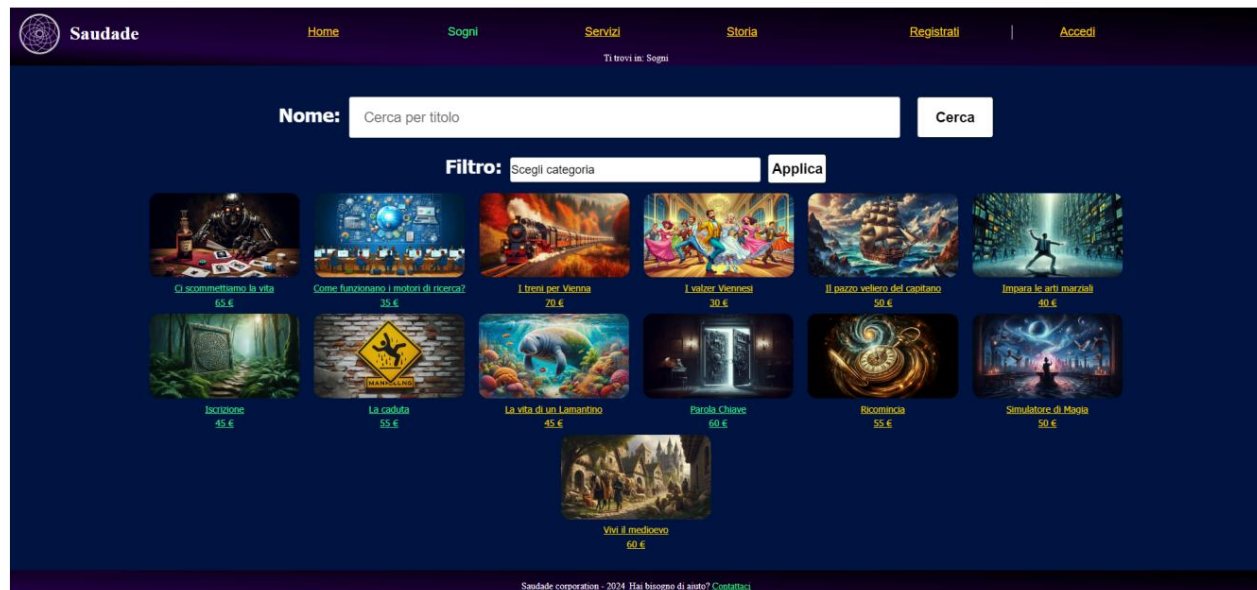 Saudade Home Sogni Servizi Storia Registrati | Accedi
Ti trovi in: Sogni
Nome: Cerca per titolo Cerca
Filtro: Scegli categoria Applica
Ci scommettiamo la vita Come funzionano i motori di ricerca? I treni per Vienna I valzer Viennesi Il pazzo veliero del capitano Impara le arti marziali
65 € 35 € 70 € 30 € 50 € 40 €
Iscrizione La caduta La vita di un Lamantino Parola Chiave Ricomincia Simulatore di Magia
45 € 55 € 45 € 60 € 55 € 50 €
Vivi il medioevo
60 €
Saudade corporation - 2024 Hai bisogno di aiuto? Contattaci